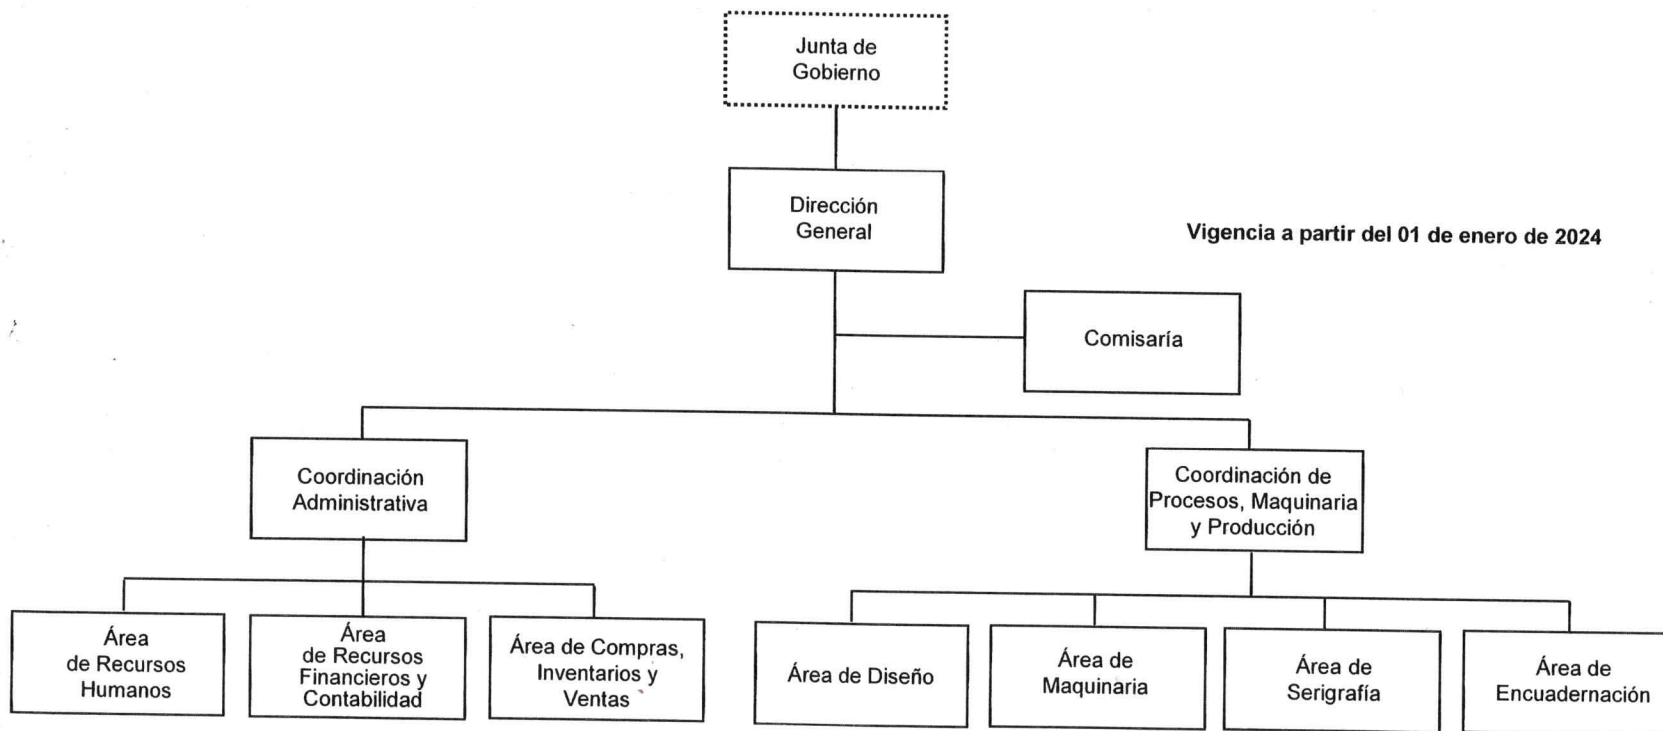 Junta de
Gobierno
Dirección
General
Vigencia a partir del 01 de enero de 2024
Comisaría
Coordinación
Administrativa
Coordinación de
Procesos, Maquinaria
y Producción
Área
de Recursos
Humanos
Área
de Recursos
Financieros y
Contabilidad
Área de Compras,
Inventarios y
Ventas
Área de Diseño
Área de
Maquinaria
Área de
Serigrafía
Área de
Encuadernación